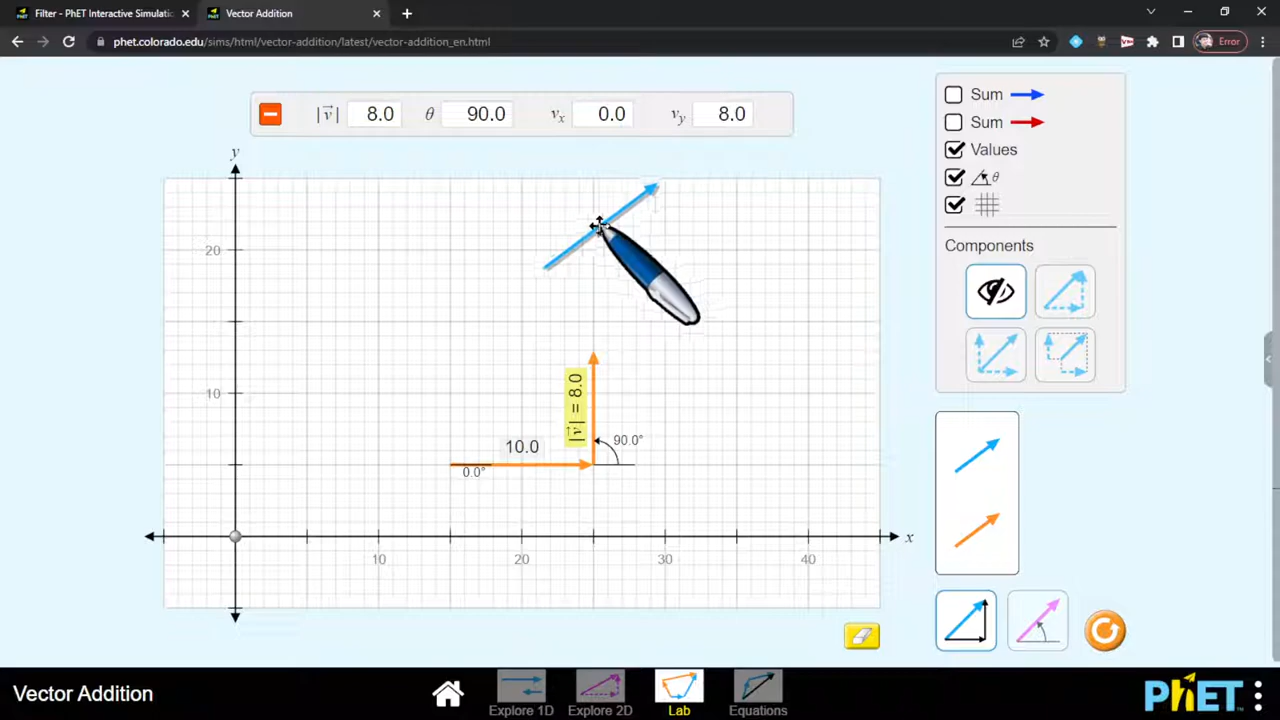 Filter - PhET Interactive Simulatio
Vector Addition
phet.colorado.edu/sims/html/vector-addition/latest/vector-addition_en.html
Error
|v⃗| 8.0 θ 90.0 vx 0.0 vy 8.0
Sum
Sum
Values
θ
Components
y
20
10
|v⃗| = 8.0
10.0
90.0°
0.0°
x
10 20 30 40
Vector Addition
Explore 1D
Explore 2D
Lab
Equations
PhET